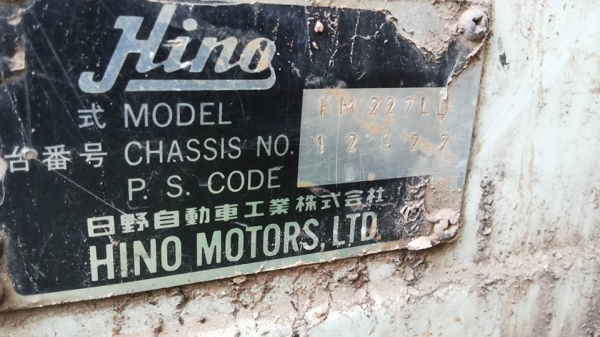 Hino
式 MODEL FM227LD
台番号 CHASSIS NO.
P. S. CODE
日野自動車工業株式会社
HINO MOTORS, LTD.